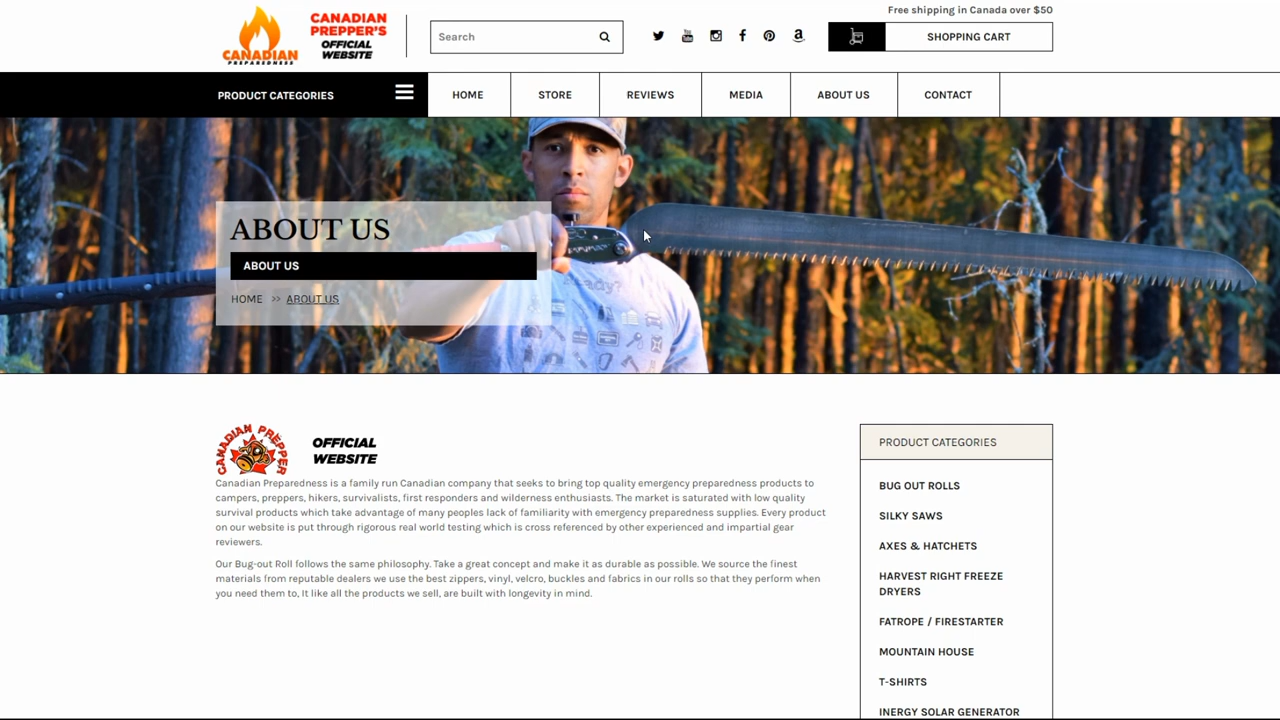 Free shipping in Canada over $50
CANADIAN
PREPAREDNESS
CANADIAN
PREPPER'S
OFFICIAL
WEBSITE
Search
SHOPPING CART
PRODUCT CATEGORIES
HOME
STORE
REVIEWS
MEDIA
ABOUT US
CONTACT
ABOUT US
ABOUT US
HOME >> ABOUT US
CANADIAN PREPPER
OFFICIAL
WEBSITE
Canadian Preparedness is a family run Canadian company that seeks to bring top quality emergency preparedness products to
campers, preppers, hikers, survivalists, first responders and wilderness enthusiasts. The market is saturated with low quality
survival products which take advantage of many peoples lack of familiarity with emergency preparedness supplies. Every product
on our website is put through rigorous real world testing which is cross referenced by other experienced and impartial gear
reviewers.
Our Bug-out Roll follows the same philosophy. Take a great concept and make it as durable as possible. We source the finest
materials from reputable dealers we use the best zippers, vinyl, velcro, buckles and fabrics in our rolls so that they perform when
you need them to, It like all the products we sell, are built with longevity in mind.
PRODUCT CATEGORIES
BUG OUT ROLLS
SILKY SAWS
AXES & HATCHETS
HARVEST RIGHT FREEZE
DRYERS
FATROPE / FIRESTARTER
MOUNTAIN HOUSE
T-SHIRTS
INERGY SOLAR GENERATOR